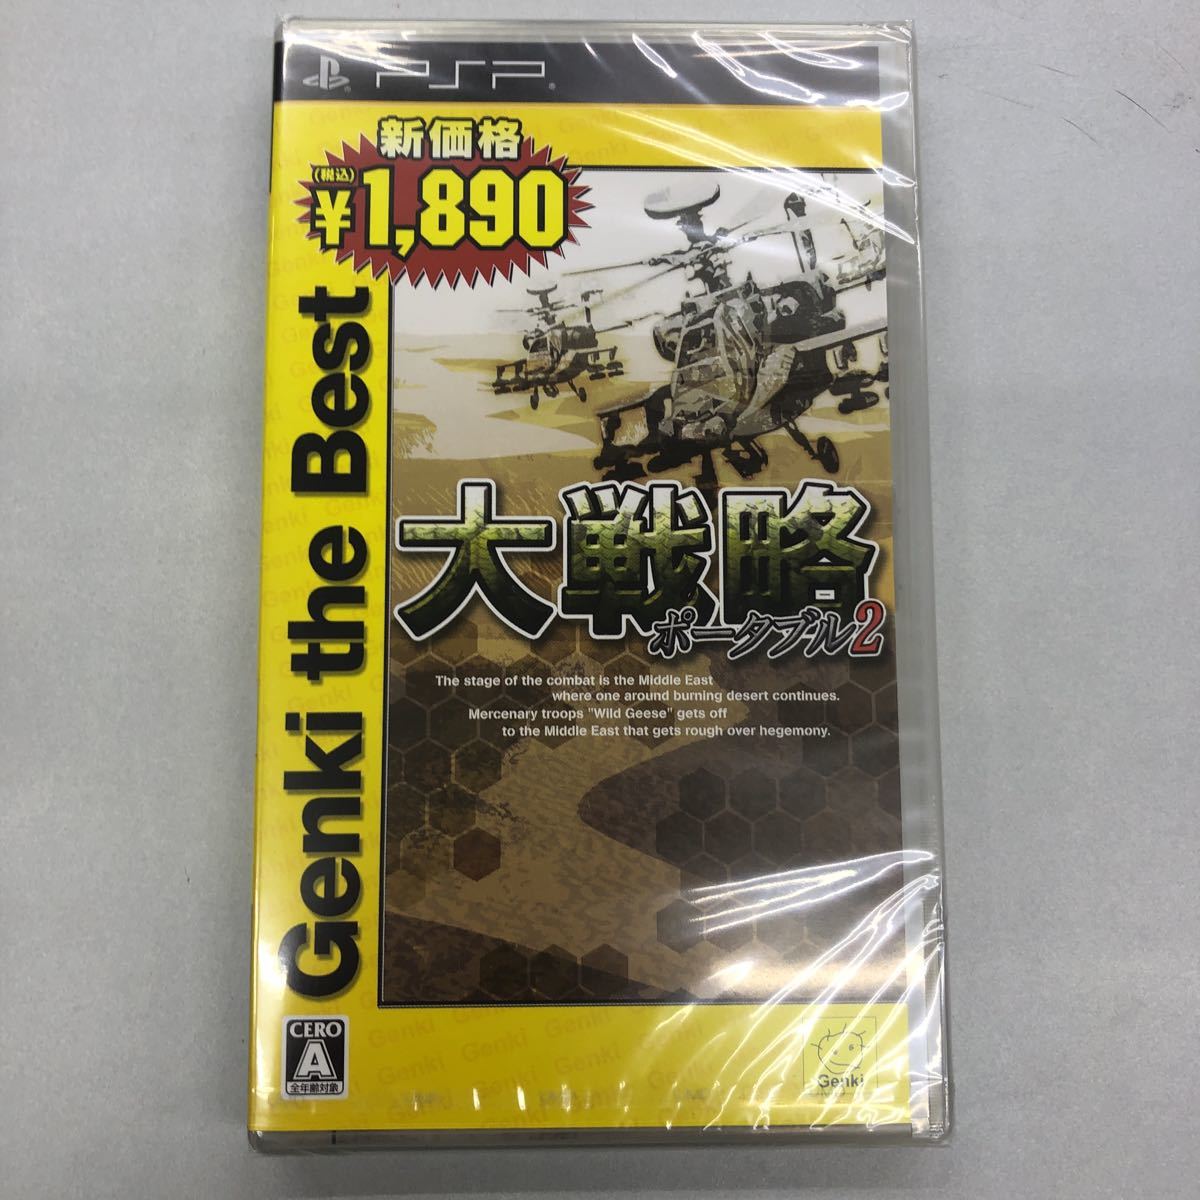 PSP
新価格
(税込)
¥1,890
Genki the Best
大戦略
ポータブル2
The stage of the combat is the Middle East
where one around burning desert continues.
Mercenary troops "Wild Geese" gets off
to the Middle East that gets rough over hegemony.
CERO
A
全年齢対象
Genki